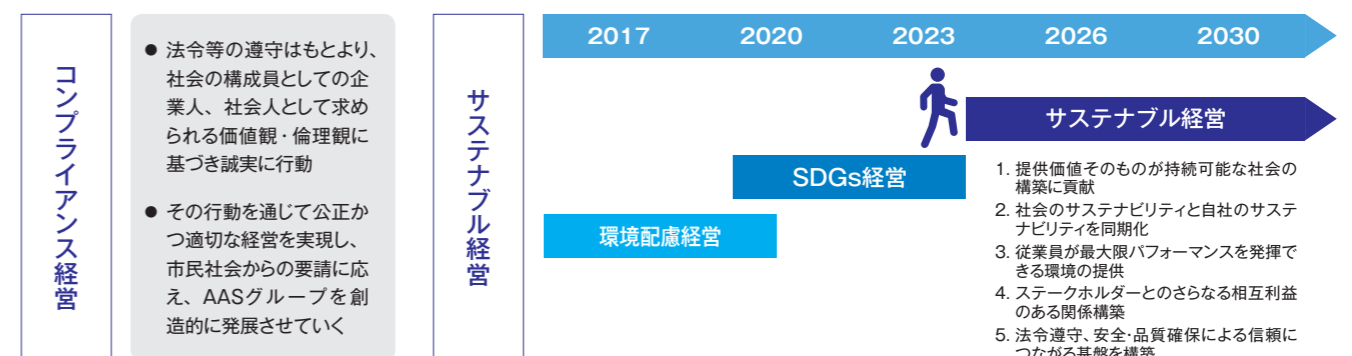 コンプライアンス経営
● 法令等の遵守はもとより、
社会の構成員としての企
業人、社会人として求め
られる価値観・倫理観に
基づき誠実に行動
● その行動を通じて公正か
つ適切な経営を実現し、
市民社会からの要請に応
え、AASグループを創
造的に発展させていく
サステナブル経営
2017 2020 2023 2026 2030
サステナブル経営
SDGs経営
環境配慮経営
1. 提供価値そのものが持続可能な社会の
構築に貢献
2. 社会のサステナビリティと自社のサステ
ナビリティを同期化
3. 従業員が最大限パフォーマンスを発揮で
きる環境の提供
4. ステークホルダーとのさらなる相互利益
のある関係構築
5. 法令遵守、安全・品質確保による信頼に
つながる基盤を構築